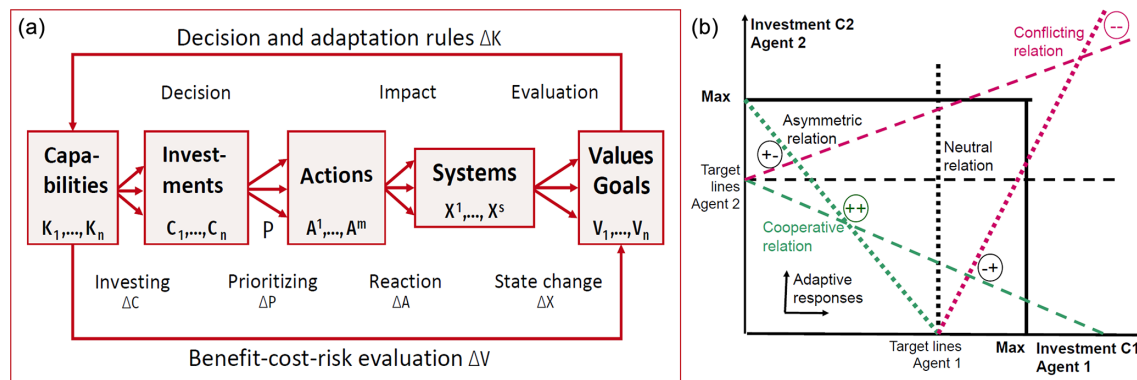 (a)
Decision and adaptation rules ΔK
Decision
Impact
Evaluation
Capa-
bilities
K1,...,Kn
Invest-
ments
C1,...,Cn
P
Actions
A¹,..., Aᵐ
Systems
X¹,..., Xˢ
Values
Goals
V1,...,Vn
Investing
ΔC
Prioritizing
ΔP
Reaction
ΔA
State change
ΔX
Benefit-cost-risk evaluation ΔV
(b)
Investment C2
Agent 2
Conflicting
relation
--
Max
Asymmetric
relation
Neutral
relation
+-
Target
lines
Agent 2
++
Cooperative
relation
-+
Adaptive
responses
Target lines
Agent 1
Max
Investment C1
Agent 1